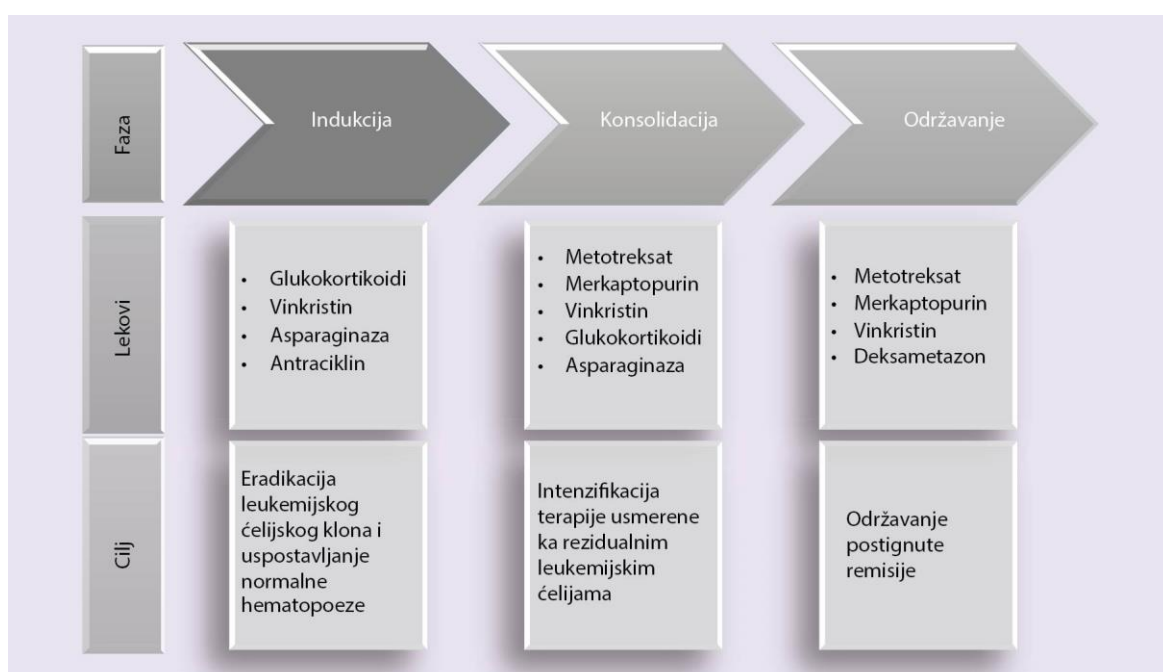 Faza
Indukcija
Konsolidacija
Održavanje
Lekovi
• Glukokortikoidi
• Vinkristin
• Asparaginaza
• Antraciklin
• Metotreksat
• Merkaptopurin
• Vinkristin
• Glukokortikoidi
• Asparaginaza
• Metotreksat
• Merkaptopurin
• Vinkristin
• Deksametazon
Cilj
Eradikacija
leukemijskog
ćelijskog klona i
uspostavljanje
normalne
hematopoeze
Intenzifikacija
terapije usmerene
ka rezidualnim
leukemijskim
ćelijama
Održavanje
postignute
remisije